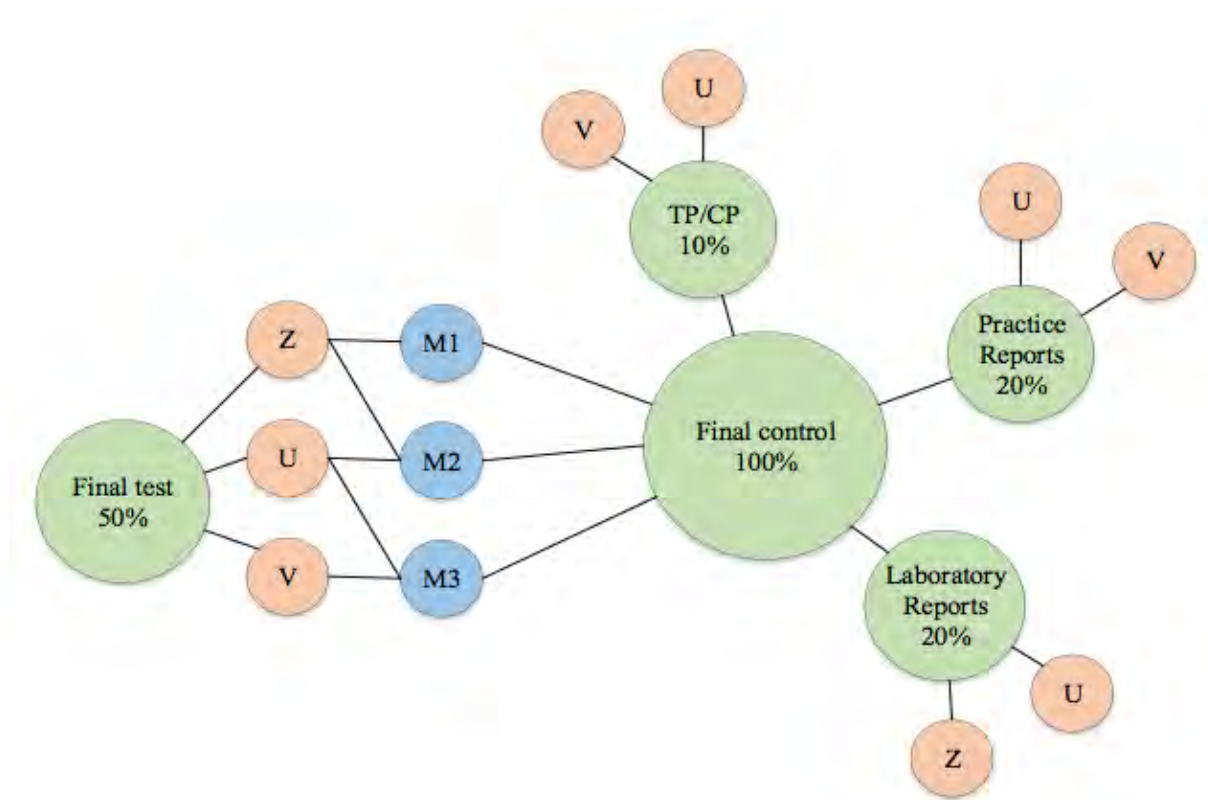 U
V
TP/CP
10%
U
V
Practice
Reports
20%
Z
M1
Final control
100%
U
M2
Final test
50%
V
M3
Laboratory
Reports
20%
U
Z